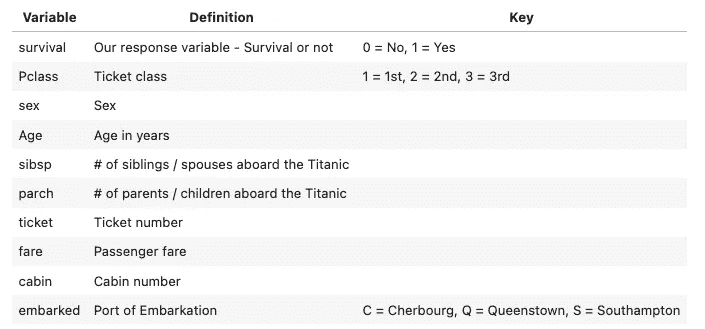 Variable Definition Key
survival Our response variable - Survival or not 0 = No, 1 = Yes
Pclass Ticket class 1 = 1st, 2 = 2nd, 3 = 3rd
sex Sex
Age Age in years
sibsp # of siblings / spouses aboard the Titanic
parch # of parents / children aboard the Titanic
ticket Ticket number
fare Passenger fare
cabin Cabin number
embarked Port of Embarkation C = Cherbourg, Q = Queenstown, S = Southampton